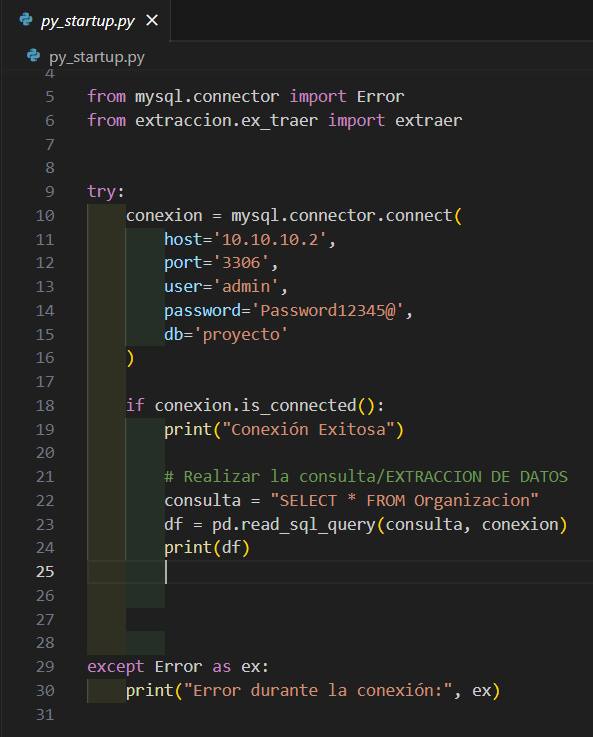 py_startup.py ×
py_startup.py
4
5 from mysql.connector import Error
6 from extraccion.ex_traer import extraer
7
8
9 try:
10     conexion = mysql.connector.connect(
11         host='10.10.10.2',
12         port='3306',
13         user='admin',
14         password='Password12345@',
15         db='proyecto'
16     )
17
18     if conexion.is_connected():
19         print("Conexión Exitosa")
20
21         # Realizar la consulta/EXTRACCION DE DATOS
22         consulta = "SELECT * FROM Organizacion"
23         df = pd.read_sql_query(consulta, conexion)
24         print(df)
25
26
27
28
29 except Error as ex:
30     print("Error durante la conexión:", ex)
31